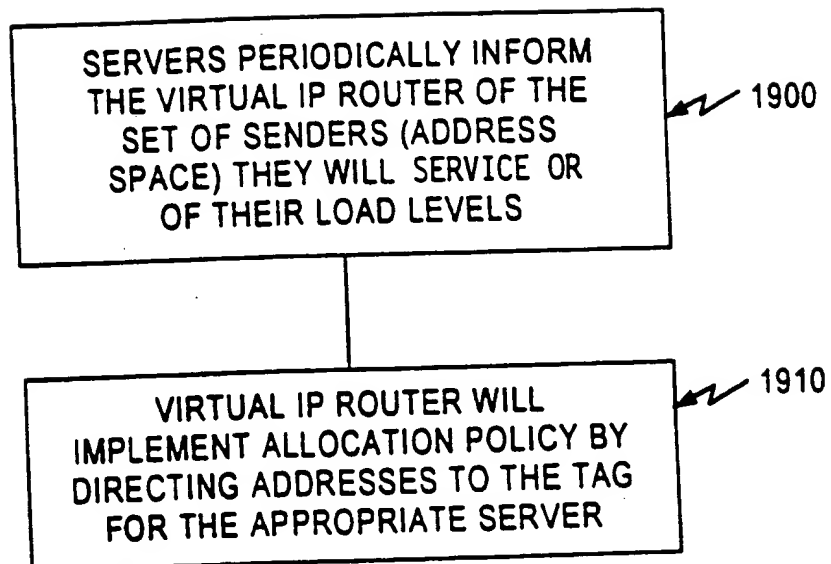 SERVERS PERIODICALLY INFORM
THE VIRTUAL IP ROUTER OF THE
SET OF SENDERS (ADDRESS
SPACE) THEY WILL SERVICE OR
OF THEIR LOAD LEVELS
1900
VIRTUAL IP ROUTER WILL
IMPLEMENT ALLOCATION POLICY BY
DIRECTING ADDRESSES TO THE TAG
FOR THE APPROPRIATE SERVER
1910